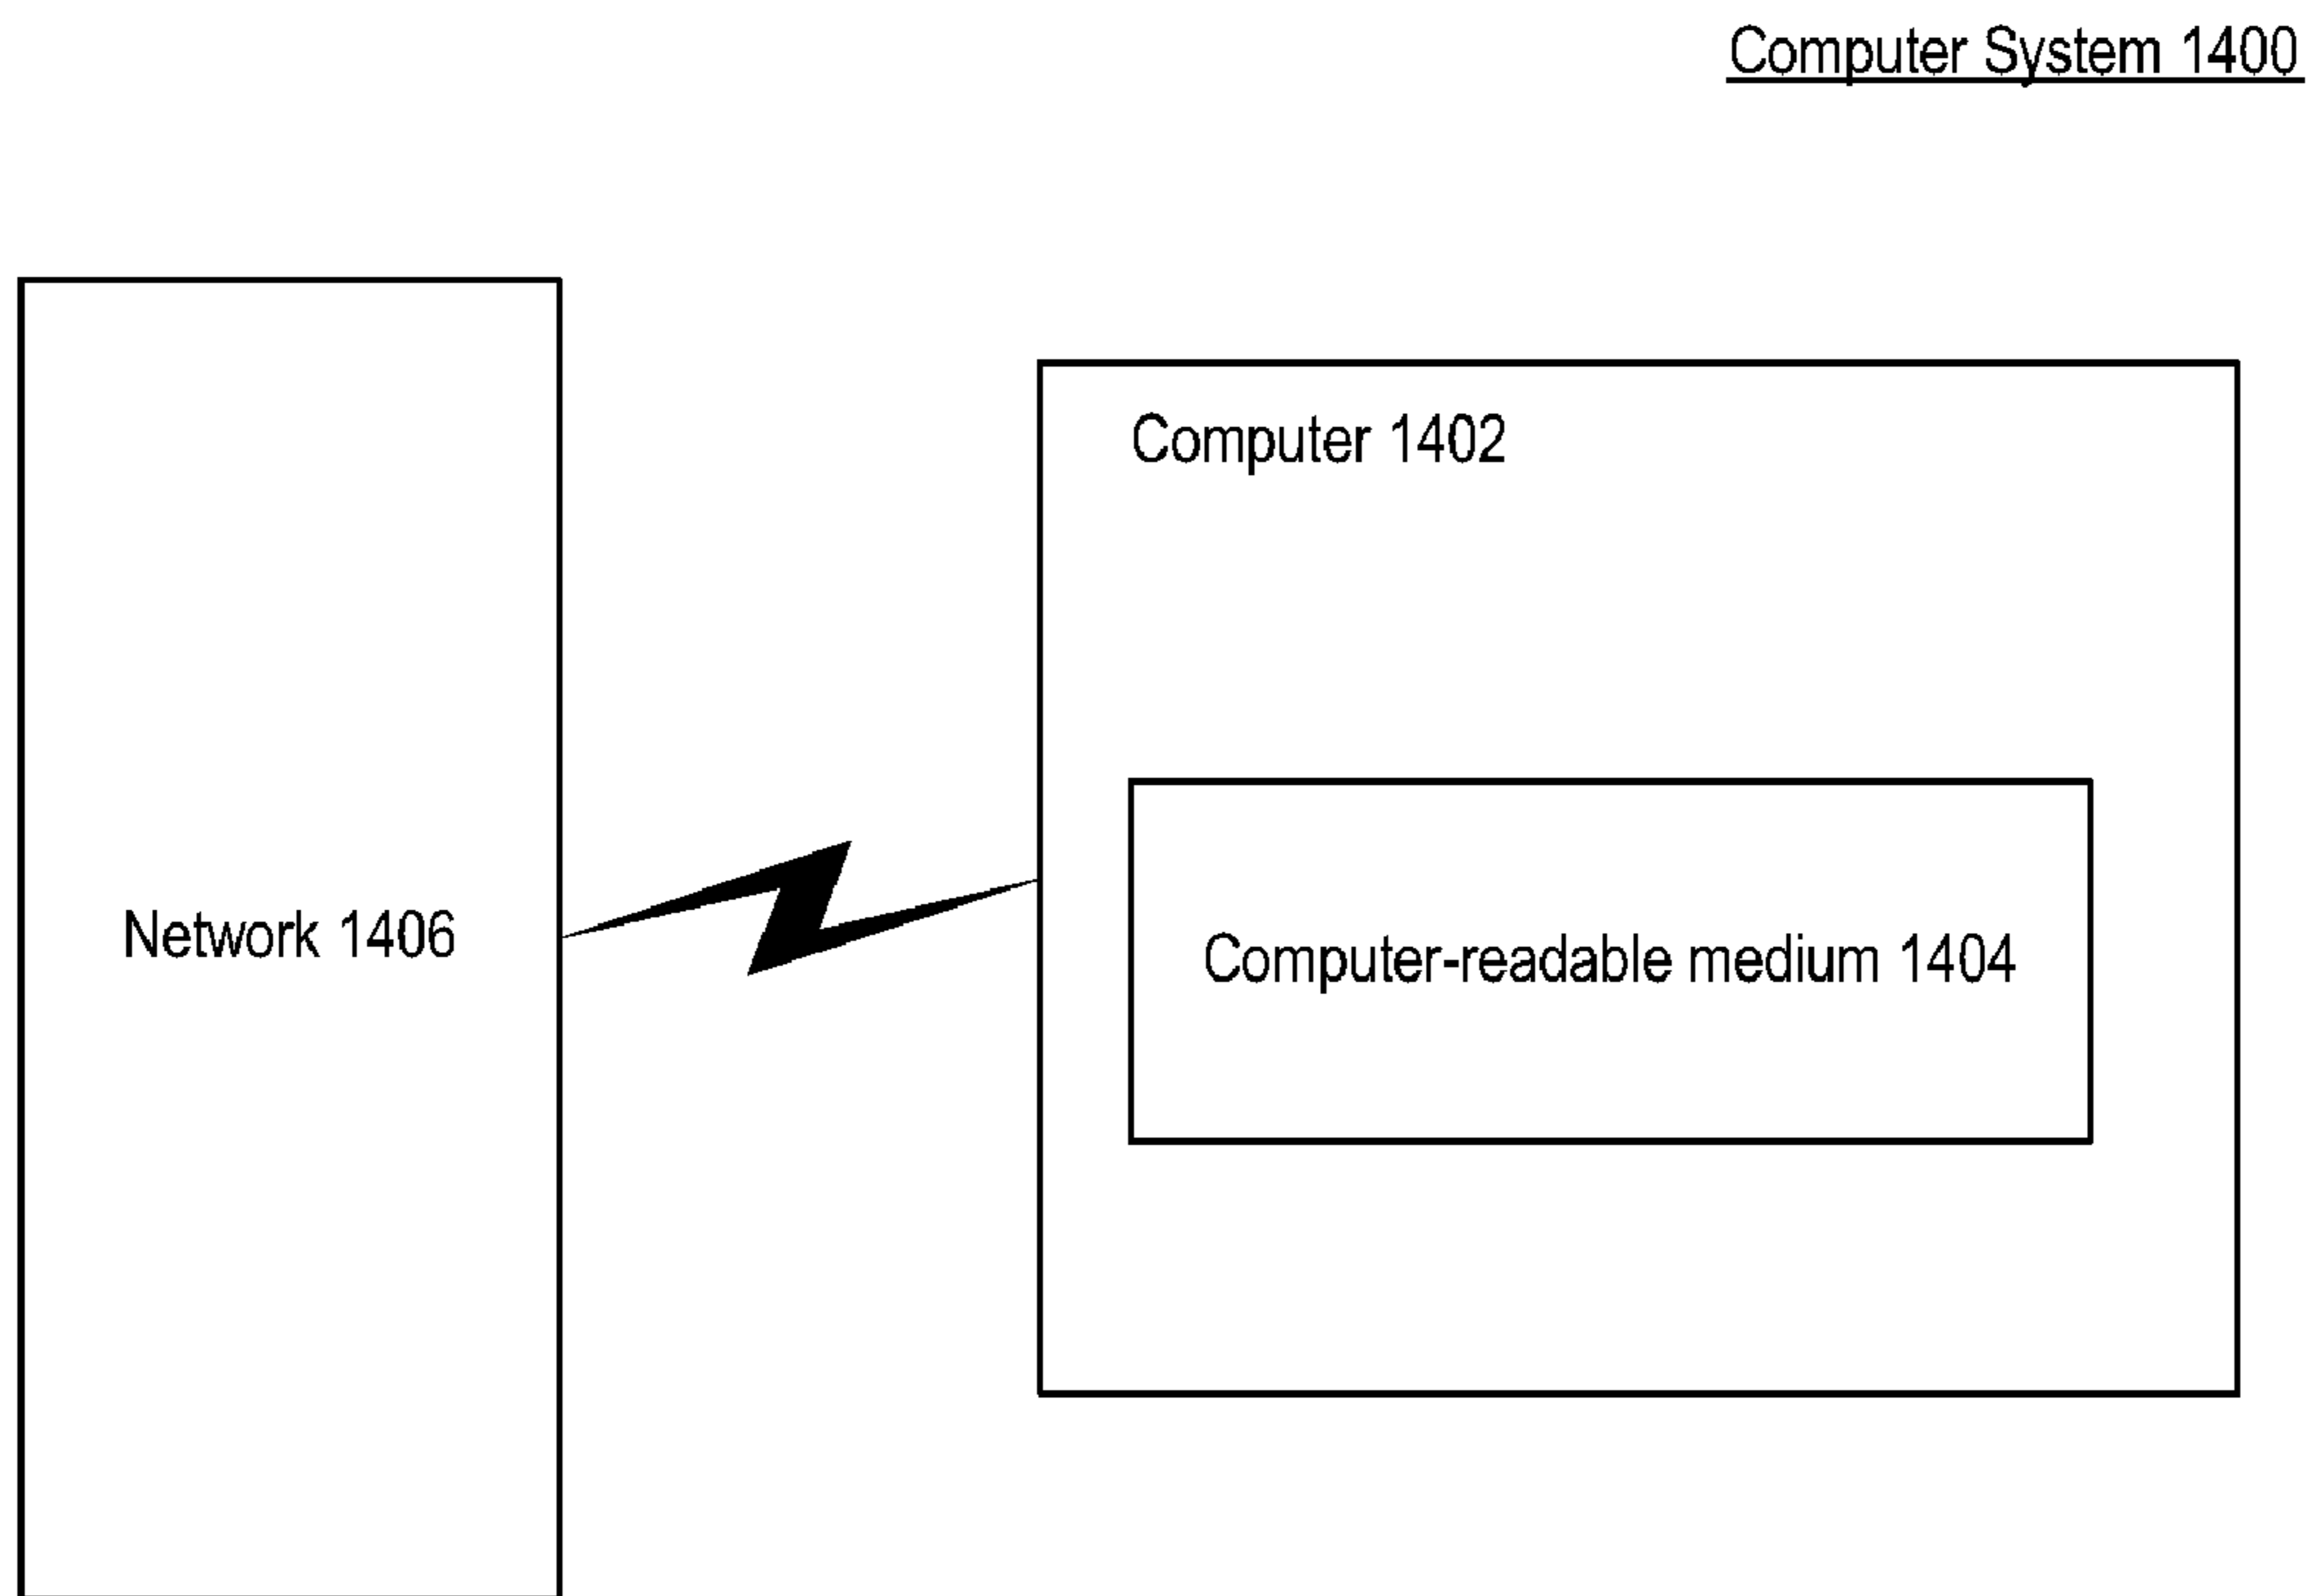 Computer System 1400
Computer 1402
Network 1406
Computer-readable medium 1404